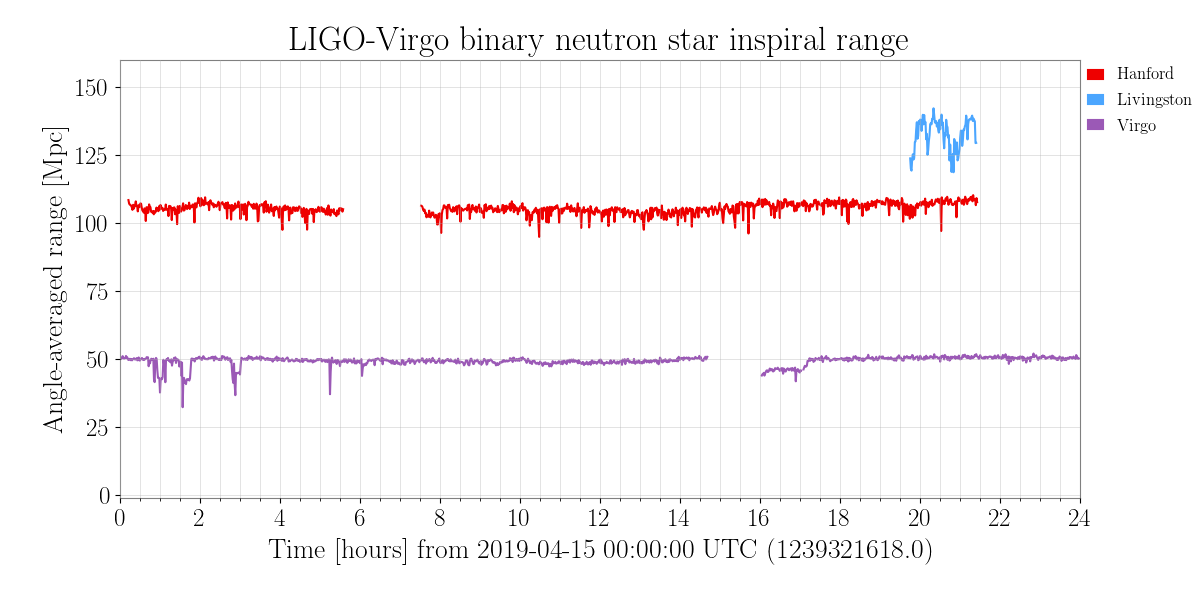 LIGO-Virgo binary neutron star inspiral range
Hanford
Livingston
Virgo
Angle-averaged range [Mpc]
150
125
100
75
50
25
0
0 2 4 6 8 10 12 14 16 18 20 22 24
Time [hours] from 2019-04-15 00:00:00 UTC (1239321618.0)